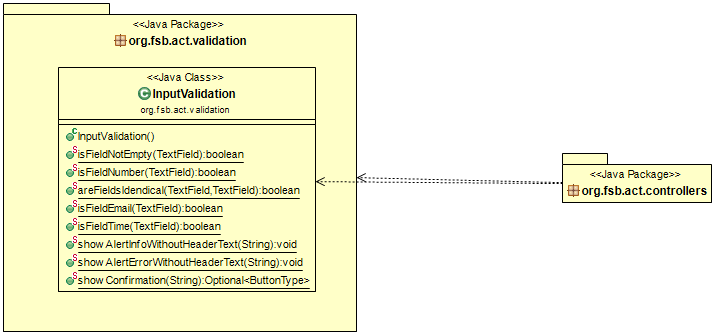 <<Java Package>>
org.fsb.act.validation
<<Java Class>>
InputValidation
org.fsb.act.validation
InputValidation()
isFieldNotEmpty(TextField):boolean
isFieldNumber(TextField):boolean
areFieldsIdendical(TextField,TextField):boolean
isFieldEmail(TextField):boolean
isFieldTime(TextField):boolean
show AlertInfoWithoutHeaderText(String):void
show AlertErrorWithoutHeaderText(String):void
show Confirmation(String):Optional<ButtonType>
<<Java Package>>
org.fsb.act.controllers